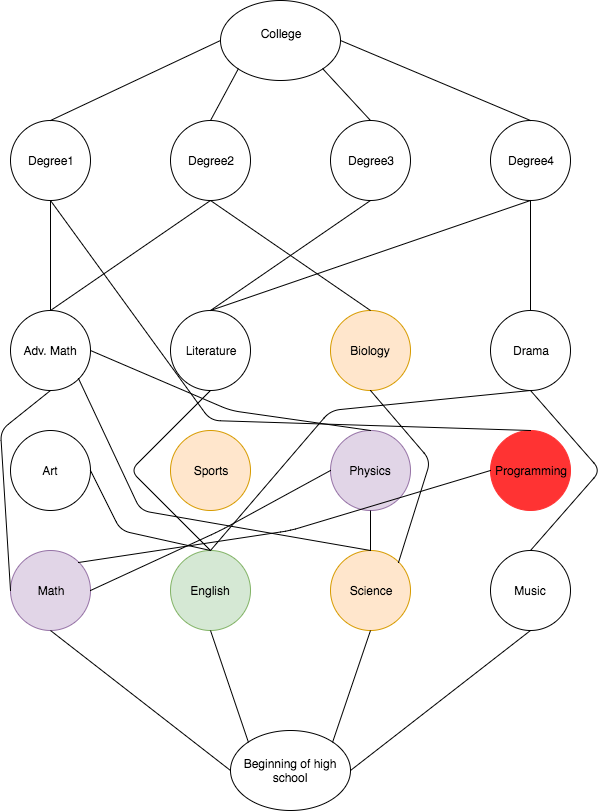 College
Degree1
Degree2
Degree3
Degree4
Adv. Math
Literature
Biology
Drama
Art
Sports
Physics
Programming
Math
English
Science
Music
Beginning of high
school